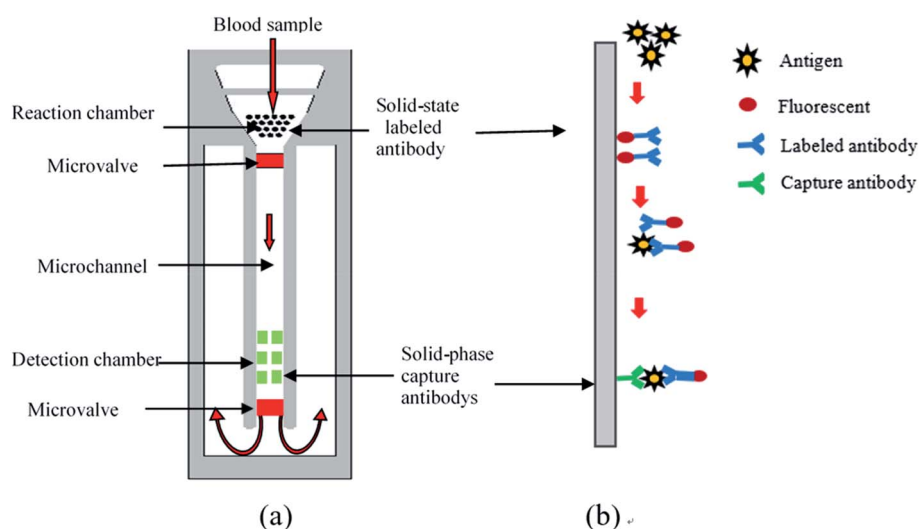 Blood sample
Reaction chamber
Microvalve
Microchannel
Detection chamber
Microvalve
Solid-state
labeled
antibody
Solid-phase
capture
antibodys
Antigen
Fluorescent
Labeled antibody
Capture antibody
(a)
(b)